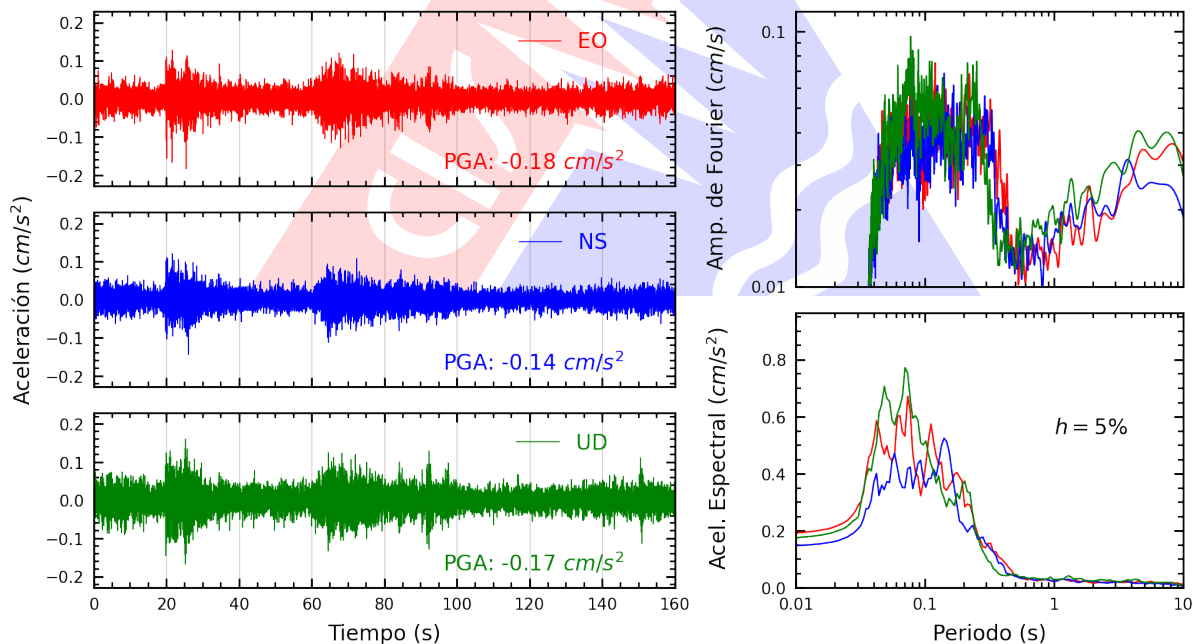 Aceleración (cm/s²)
0.2
0.1
0.0
−0.1
−0.2
EO
PGA: -0.18 cm/s²
0.2
0.1
0.0
−0.1
−0.2
NS
PGA: -0.14 cm/s²
0.2
0.1
0.0
−0.1
−0.2
UD
PGA: -0.17 cm/s²
0 20 40 60 80 100 120 140 160
Tiempo (s)
Amp. de Fourier (cm/s)
0.1
0.01
Acel. Espectral (cm/s²)
0.8
0.6
0.4
0.2
0.0
h = 5%
0.01 0.1 1 10
Periodo (s)